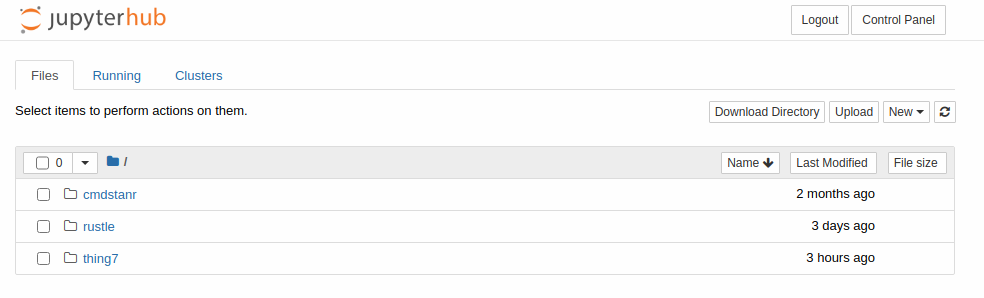 jupyterhub
Logout Control Panel
Files Running Clusters
Select items to perform actions on them.
Download Directory Upload New
0 / Name Last Modified File size
cmdstanr 2 months ago
rustle 3 days ago
thing7 3 hours ago